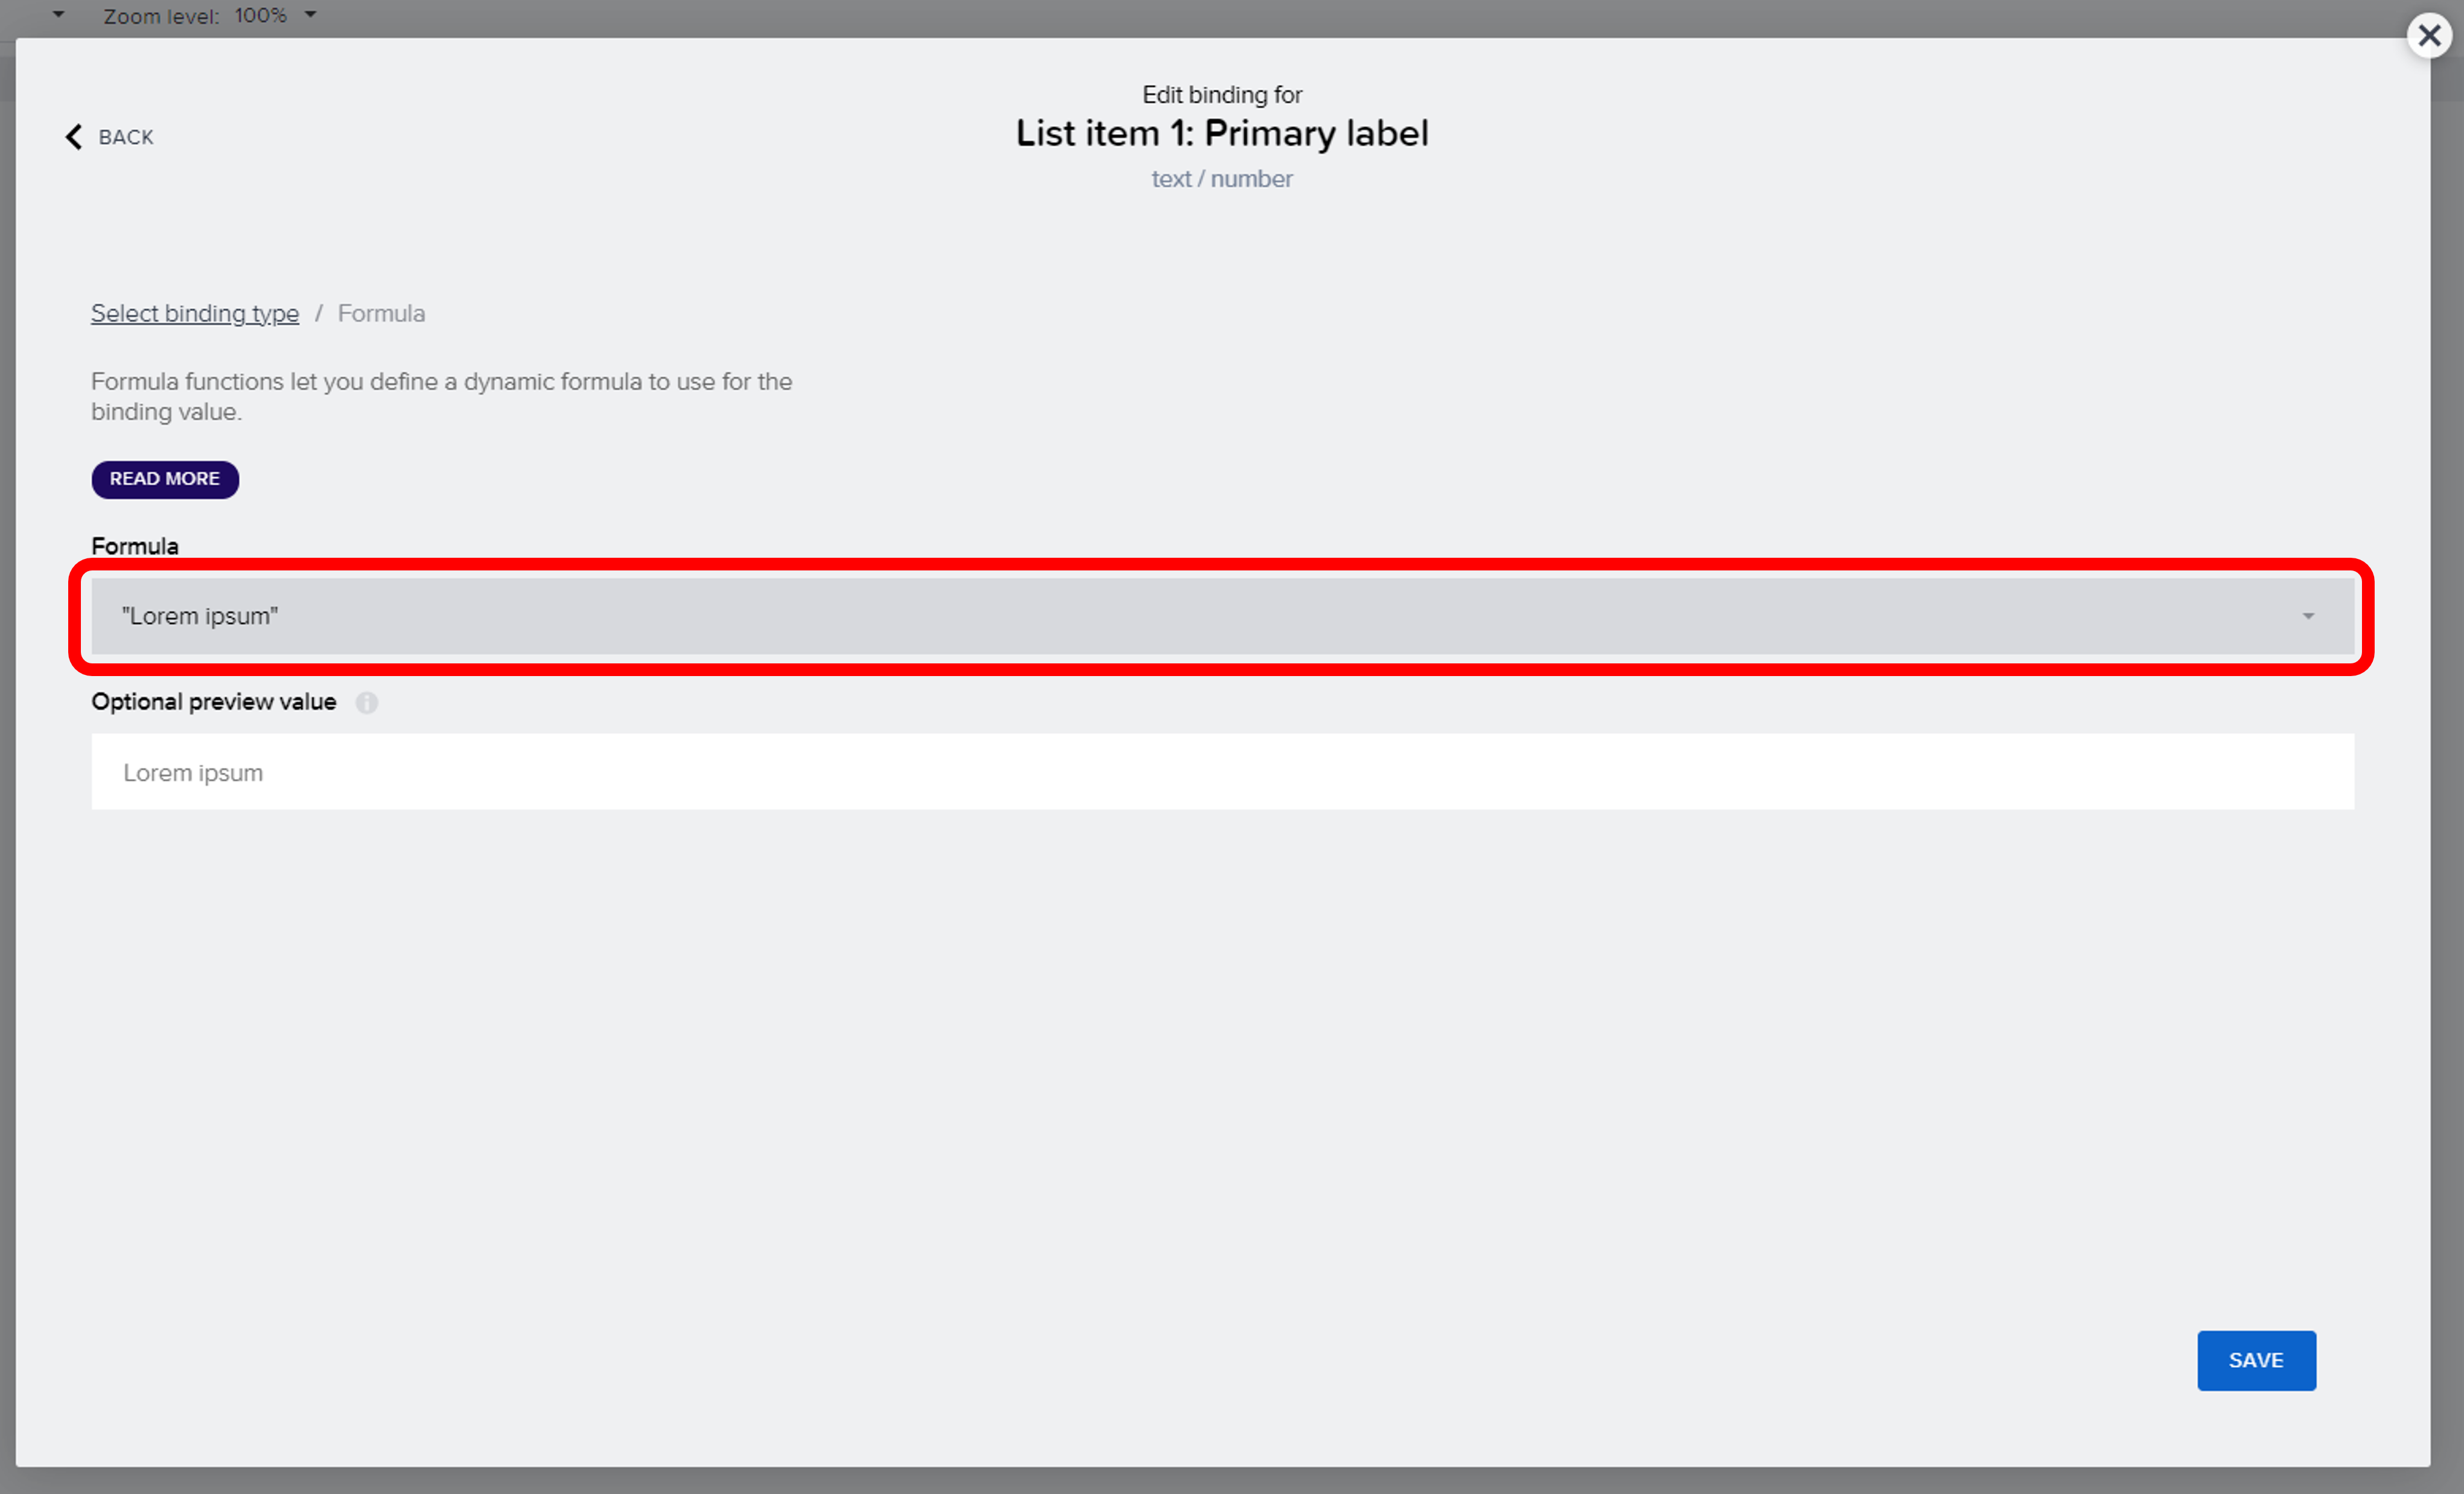 Zoom level: 100%
Edit binding for
BACK
List item 1: Primary label
text / number
Select binding type / Formula
Formula functions let you define a dynamic formula to use for the
binding value.
READ MORE
Formula
"Lorem ipsum"
Optional preview value
Lorem ipsum
SAVE